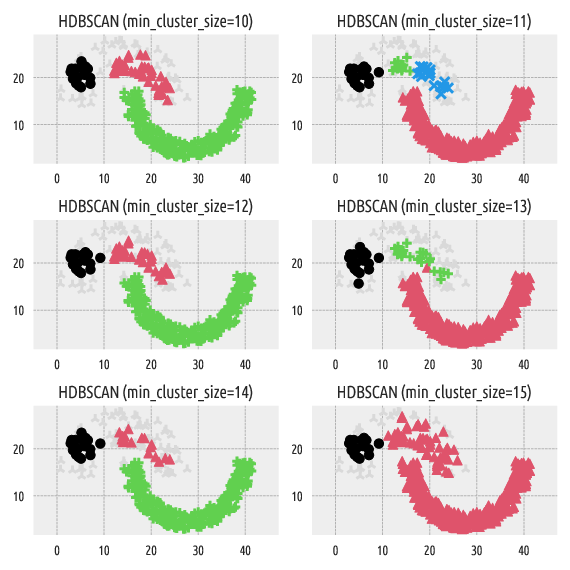 HDBSCAN (min_cluster_size=10)
HDBSCAN (min_cluster_size=11)
20
10
0 10 20 30 40
20
10
0 10 20 30 40
HDBSCAN (min_cluster_size=12)
HDBSCAN (min_cluster_size=13)
20
10
0 10 20 30 40
20
10
0 10 20 30 40
HDBSCAN (min_cluster_size=14)
HDBSCAN (min_cluster_size=15)
20
10
0 10 20 30 40
20
10
0 10 20 30 40